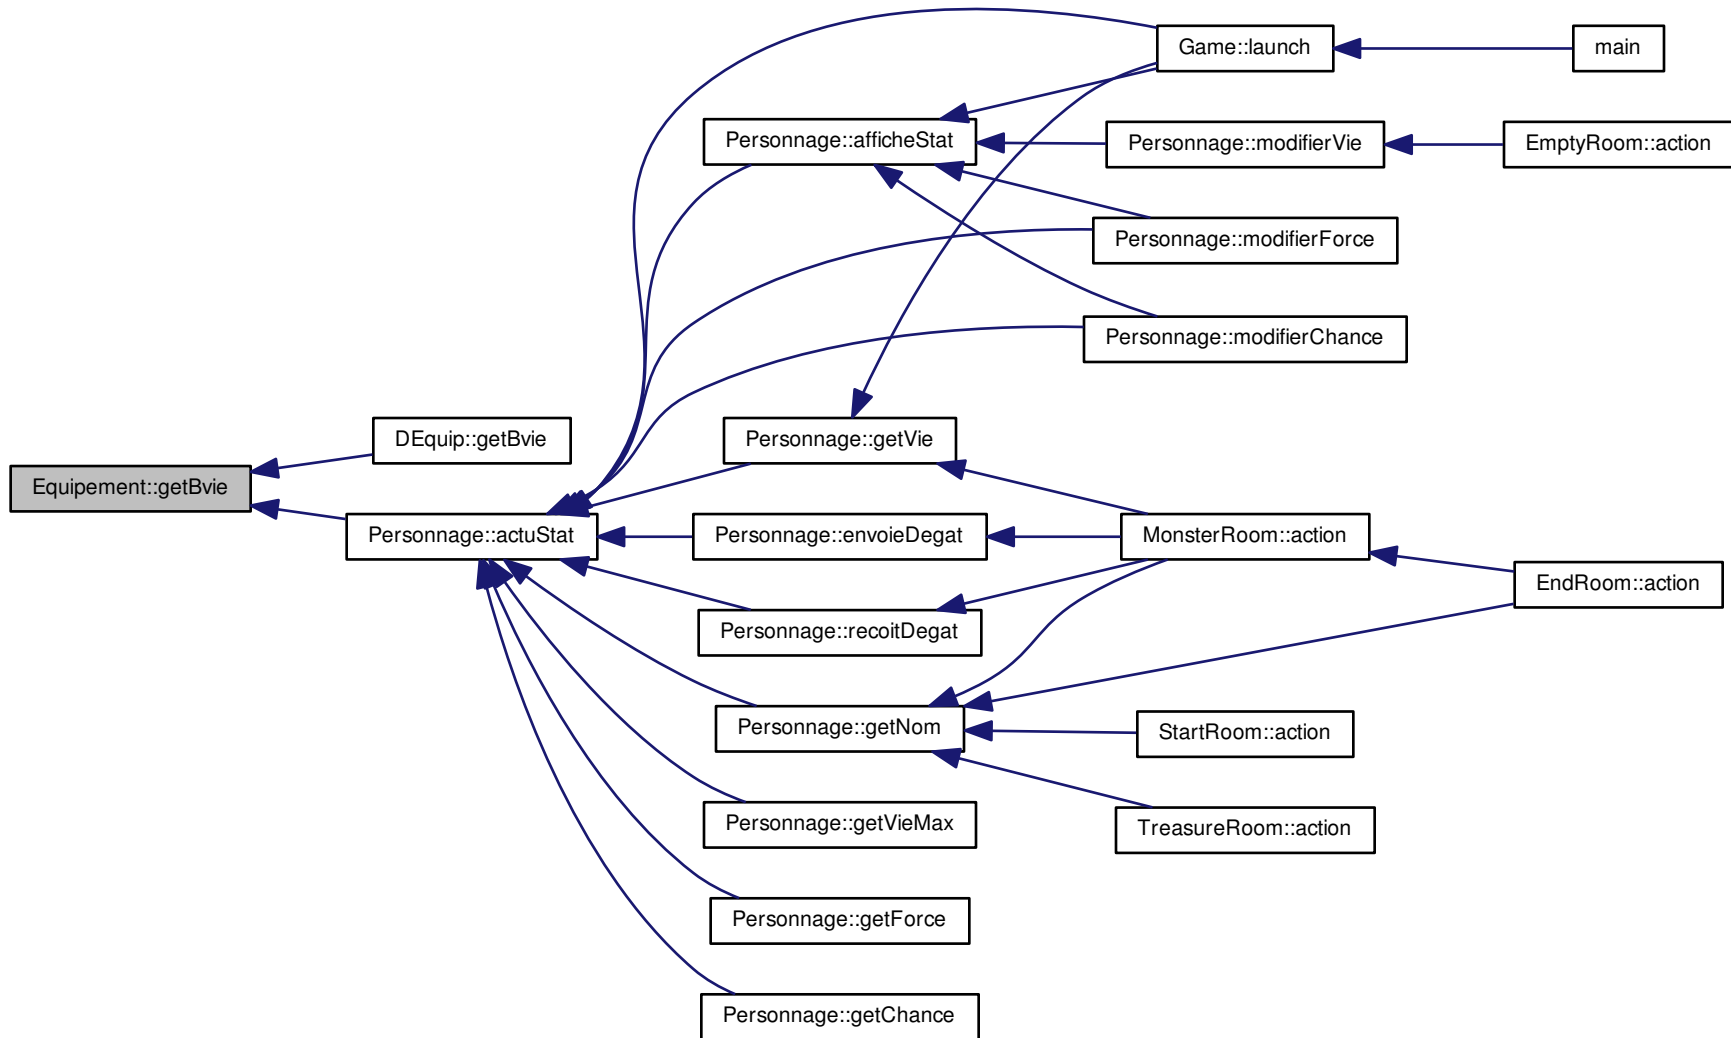 Game::launch
main
Personnage::afficheStat
Personnage::modifierVie
EmptyRoom::action
Personnage::modifierForce
Personnage::modifierChance
DEquip::getBvie
Personnage::getVie
Equipement::getBvie
Personnage::actuStat
Personnage::envoieDegat
MonsterRoom::action
EndRoom::action
Personnage::recoitDegat
Personnage::getNom
StartRoom::action
Personnage::getVieMax
TreasureRoom::action
Personnage::getForce
Personnage::getChance